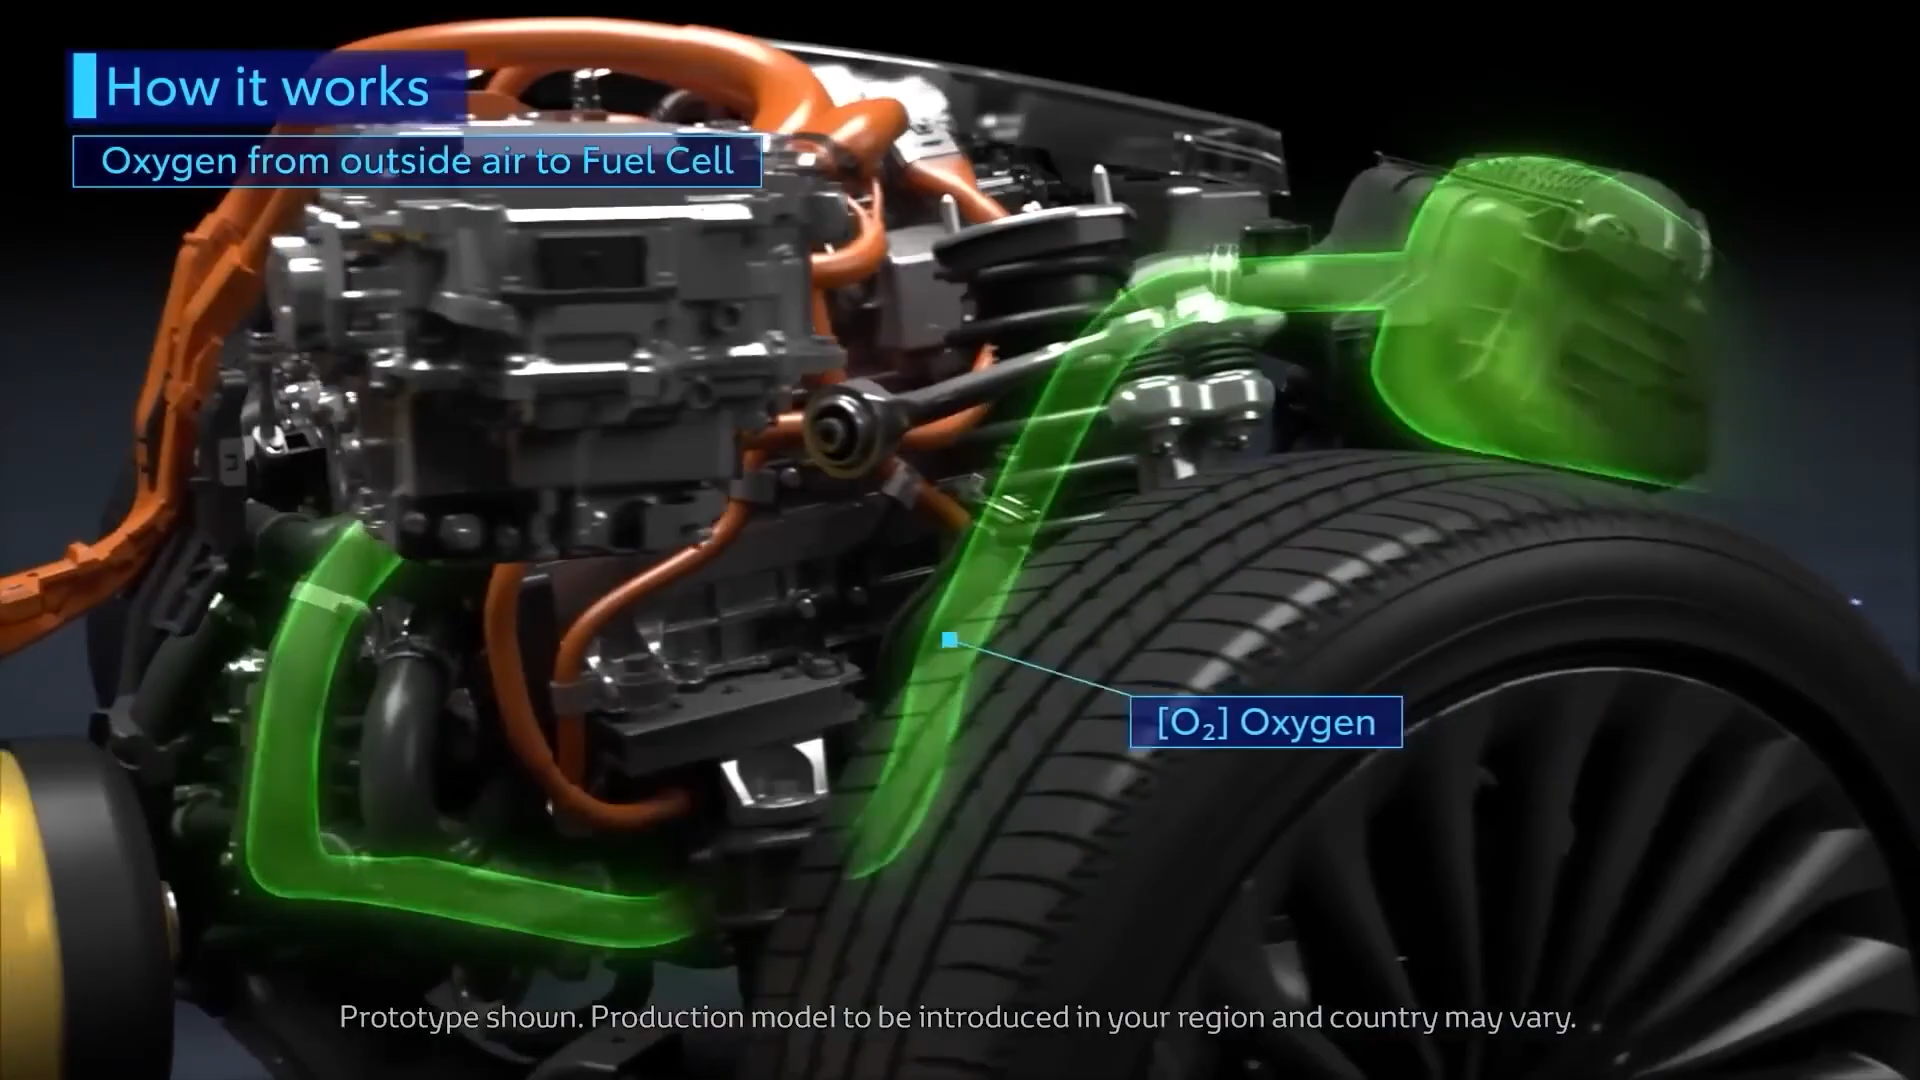 How it works
Oxygen from outside air to Fuel Cell
[O₂] Oxygen
Prototype shown. Production model to be introduced in your region and country may vary.